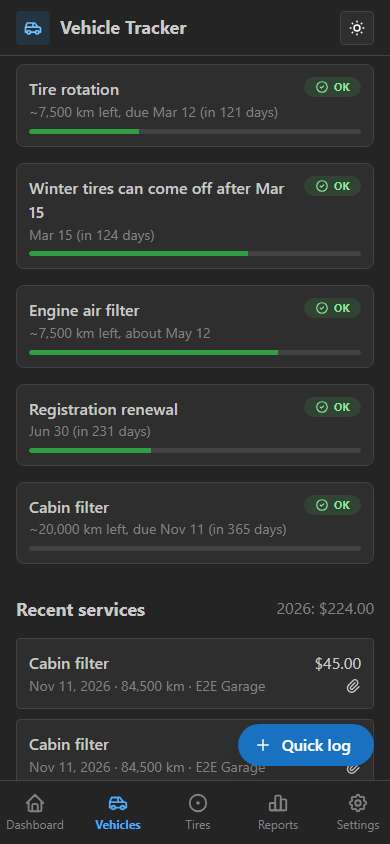 Vehicle Tracker
Tire rotation
OK
~7,500 km left, due Mar 12 (in 121 days)
Winter tires can come off after Mar
15
OK
Mar 15 (in 124 days)
Engine air filter
OK
~7,500 km left, about May 12
Registration renewal
OK
Jun 30 (in 231 days)
Cabin filter
OK
~20,000 km left, due Nov 11 (in 365 days)
Recent services
2026: $224.00
Cabin filter
$45.00
Nov 11, 2026 · 84,500 km · E2E Garage
Cabin filter
+ Quick log
Nov 11, 2026 · 84,500 km · E2E Garage
Dashboard
Vehicles
Tires
Reports
Settings